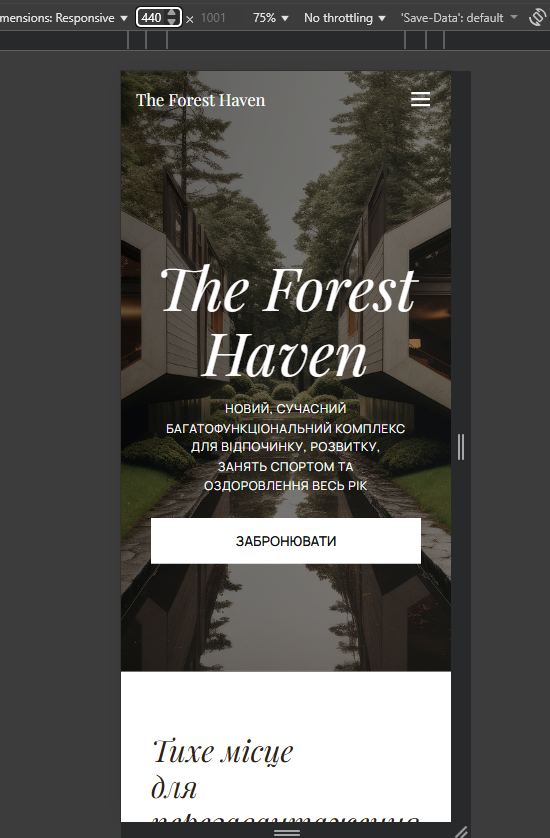 mensions: Responsive 440 × 1001 75% No throttling 'Save-Data': default
The Forest Haven
The Forest
Haven
НОВИЙ, СУЧАСНИЙ
БАГАТОФУНКЦІОНАЛЬНИЙ КОМПЛЕКС
ДЛЯ ВІДПОЧИНКУ, РОЗВИТКУ,
ЗАНЯТЬ СПОРТОМ ТА
ОЗДОРОВЛЕННЯ ВЕСЬ РІК
ЗАБРОНЮВАТИ
Тихе місце
для
перезавантаження